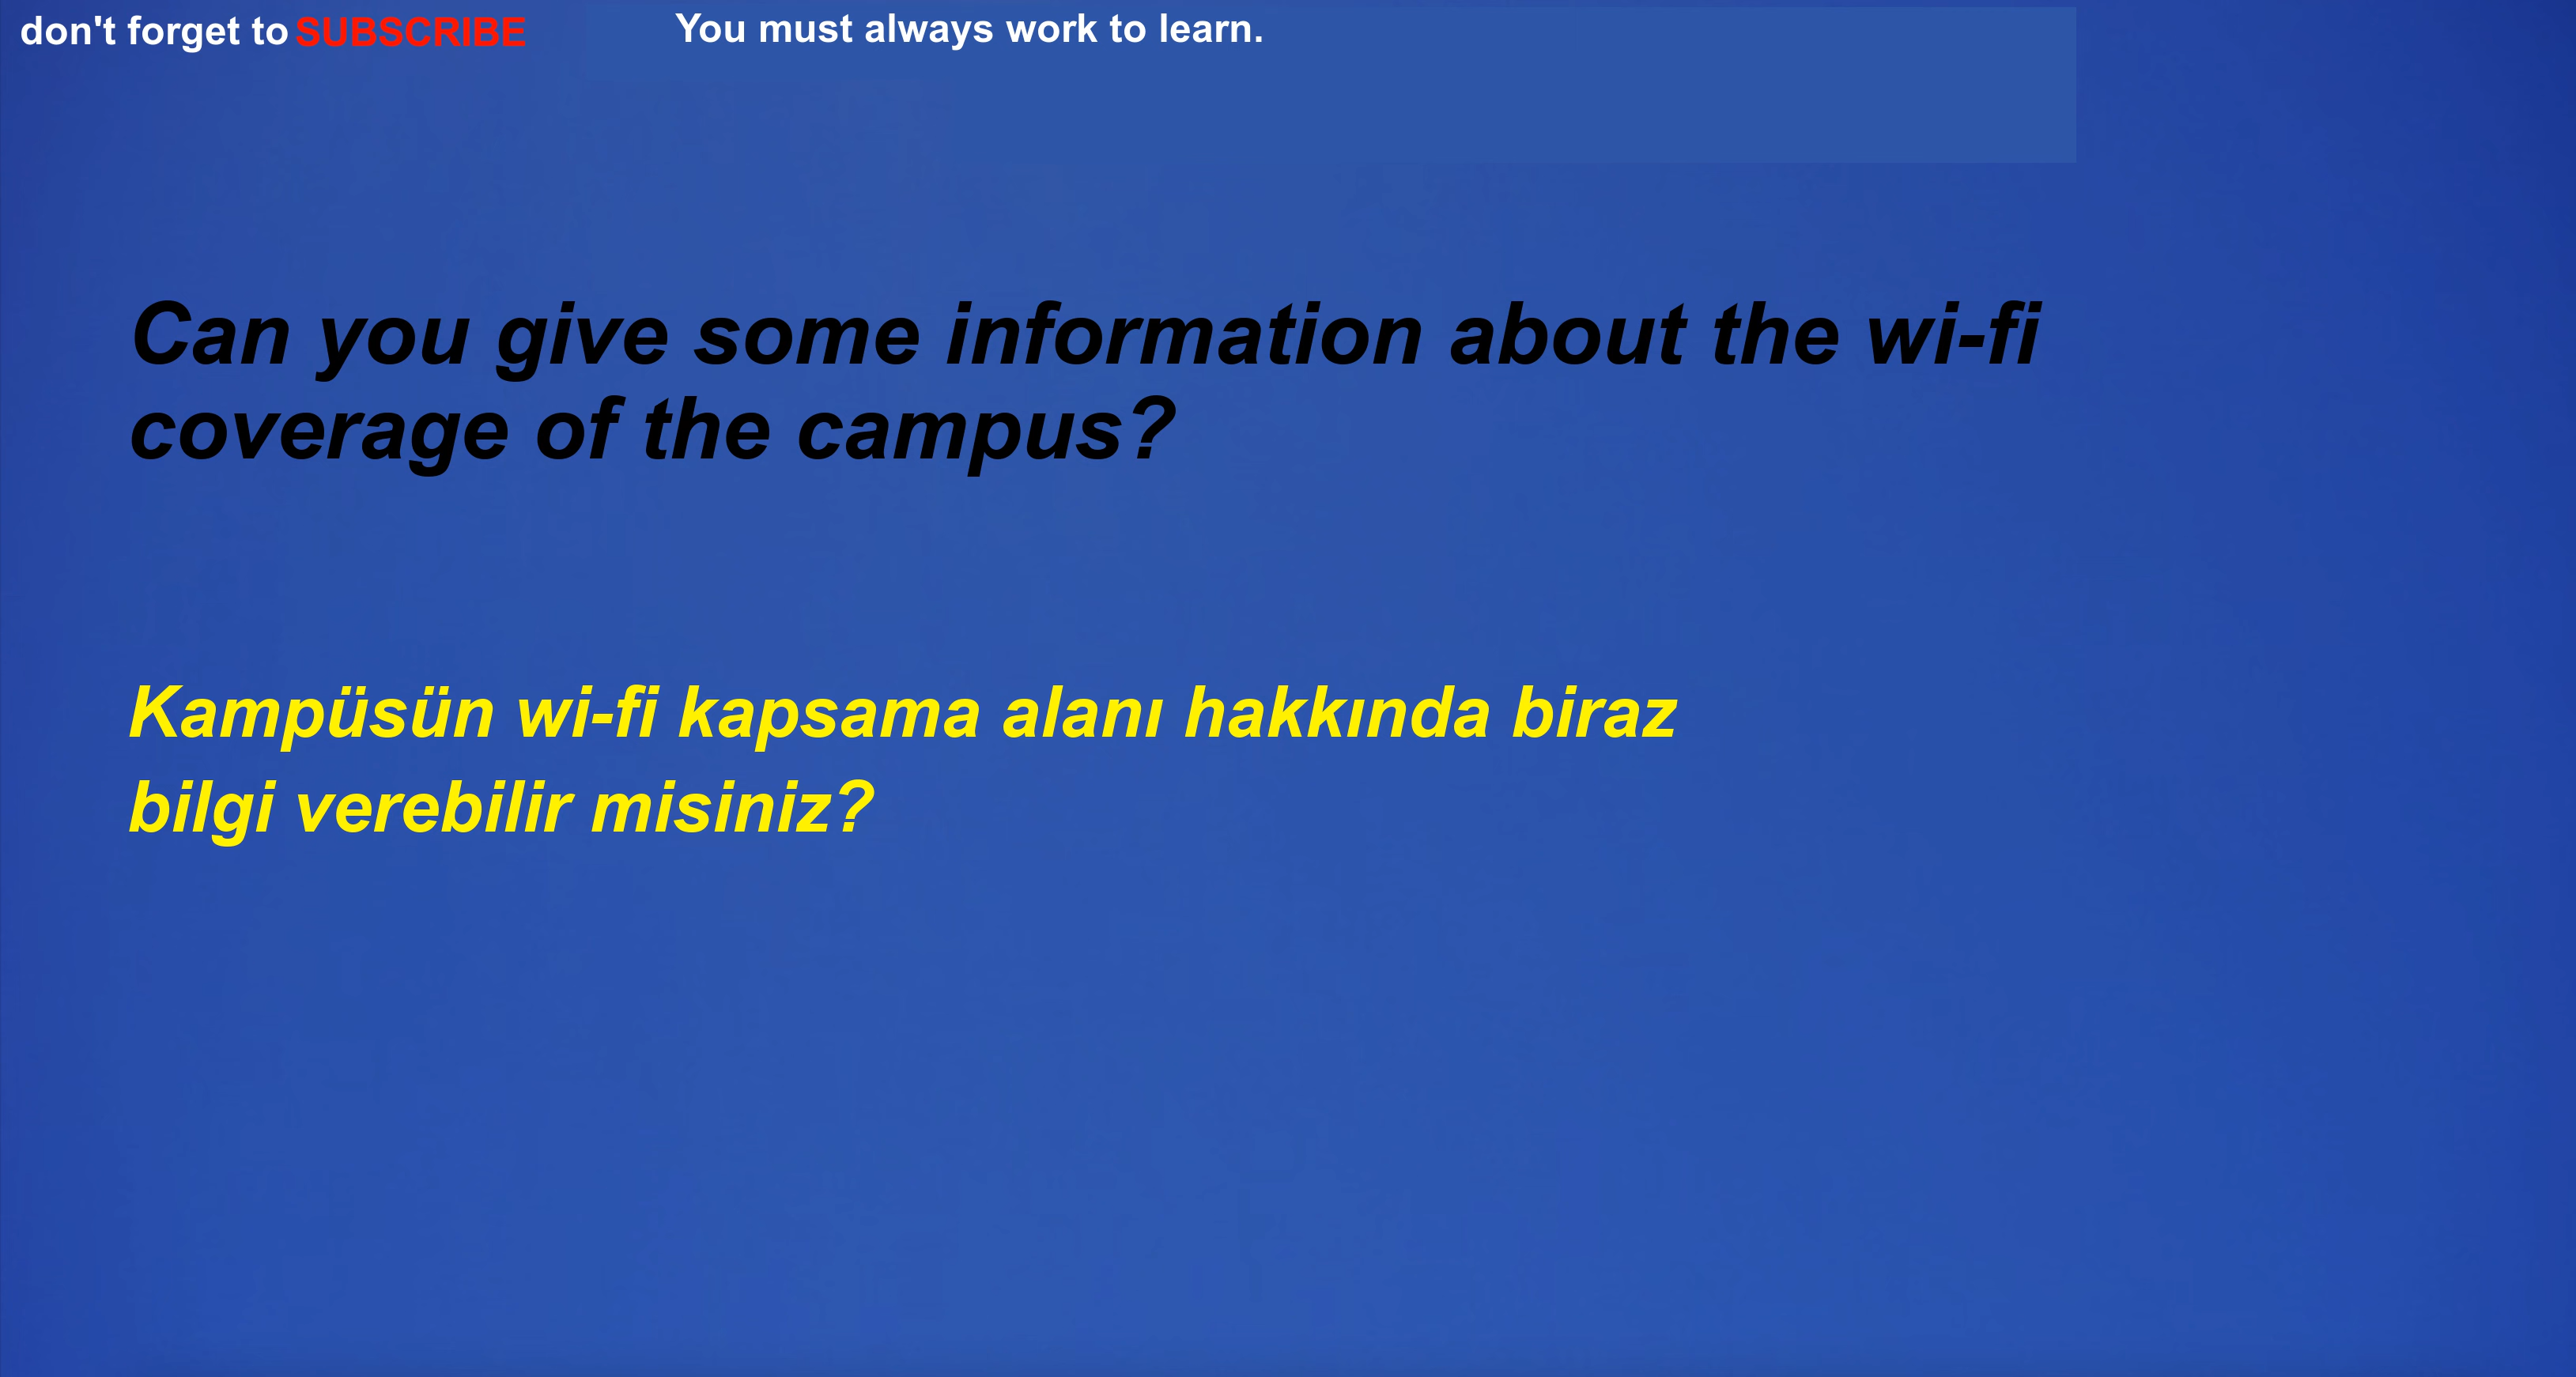 don't forget to SUBSCRIBE
You must always work to learn.
Can you give some information about the wi-fi
coverage of the campus?
Kampüsün wi-fi kapsama alanı hakkında biraz
bilgi verebilir misiniz?